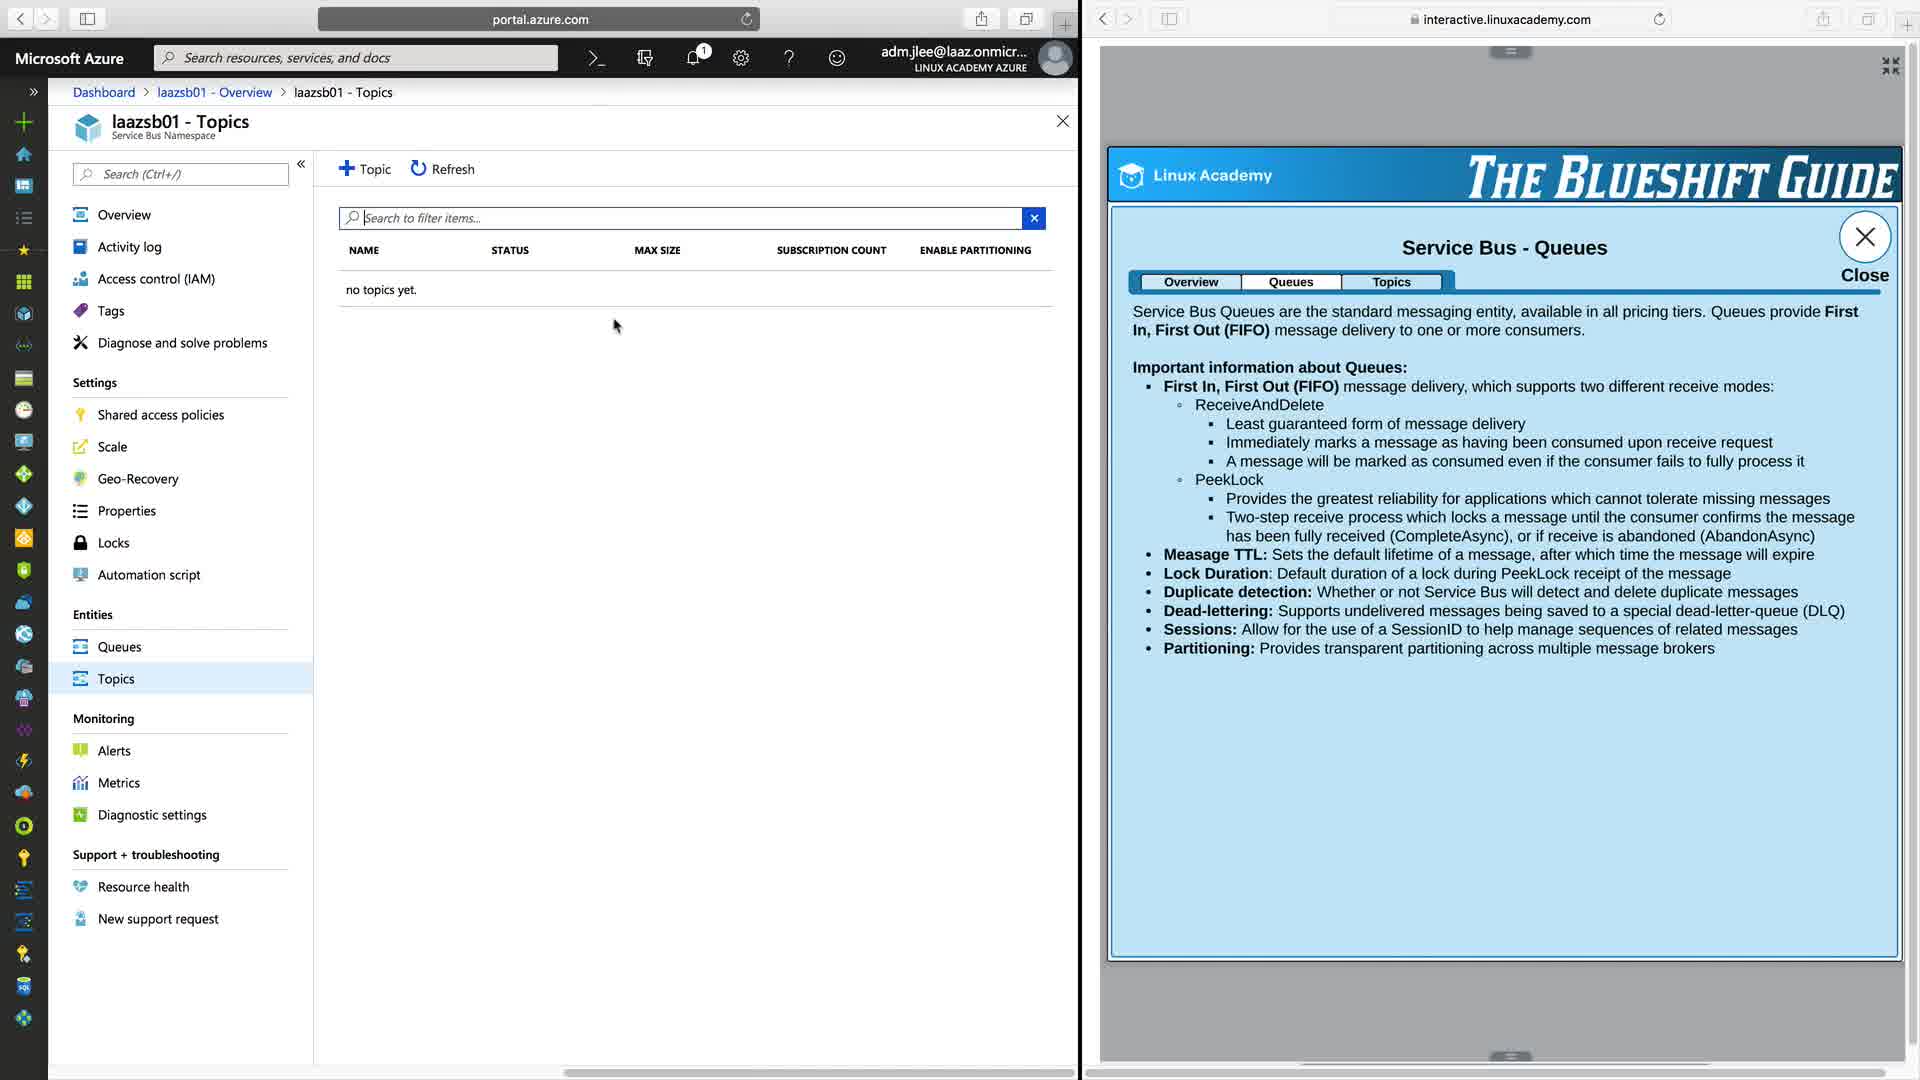 portal.azure.com
Microsoft Azure
Search resources, services, and docs
1
adm.jlee@laaz.onmicr...
LINUX ACADEMY AZURE
Dashboard > laazsb01 - Overview > laazsb01 - Topics
laazsb01 - Topics
Service Bus Namespace
Search (Ctrl+/)
Overview
Activity log
Access control (IAM)
Tags
Diagnose and solve problems
Settings
Shared access policies
Scale
Geo-Recovery
Properties
Locks
Automation script
Entities
Queues
Topics
Monitoring
Alerts
Metrics
Diagnostic settings
Support + troubleshooting
Resource health
New support request
Topic Refresh
Search to filter items...
NAME STATUS MAX SIZE SUBSCRIPTION COUNT ENABLE PARTITIONING
no topics yet.
interactive.linuxacademy.com
Linux Academy
THE BLUESHIFT GUIDE
Service Bus - Queues
Close
Overview Queues Topics
Service Bus Queues are the standard messaging entity, available in all pricing tiers. Queues provide First
In, First Out (FIFO) message delivery to one or more consumers.
Important information about Queues:
• First In, First Out (FIFO) message delivery, which supports two different receive modes:
◦ ReceiveAndDelete
▪ Least guaranteed form of message delivery
▪ Immediately marks a message as having been consumed upon receive request
▪ A message will be marked as consumed even if the consumer fails to fully process it
◦ PeekLock
▪ Provides the greatest reliability for applications which cannot tolerate missing messages
▪ Two-step receive process which locks a message until the consumer confirms the message
has been fully received (CompleteAsync), or if receive is abandoned (AbandonAsync)
• Measage TTL: Sets the default lifetime of a message, after which time the message will expire
• Lock Duration: Default duration of a lock during PeekLock receipt of the message
• Duplicate detection: Whether or not Service Bus will detect and delete duplicate messages
• Dead-lettering: Supports undelivered messages being saved to a special dead-letter-queue (DLQ)
• Sessions: Allow for the use of a SessionID to help manage sequences of related messages
• Partitioning: Provides transparent partitioning across multiple message brokers